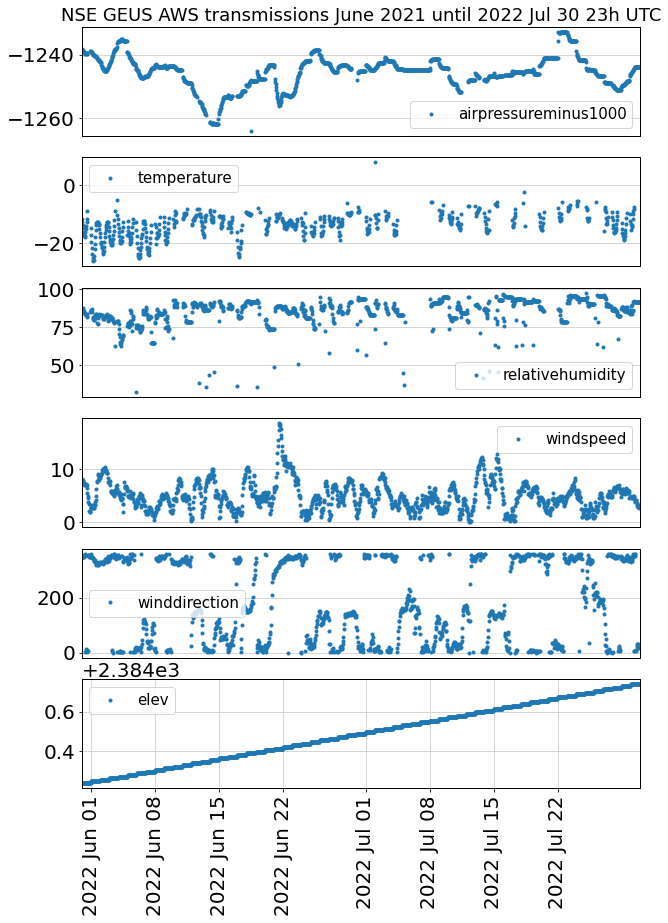 NSE GEUS AWS transmissions June 2021 until 2022 Jul 30 23h UTC
−1240
−1260
airpressureminus1000
0
−20
temperature
100
75
50
relativehumidity
10
0
windspeed
200
0
winddirection
+2.384e3
0.6
0.4
elev
2022 Jun 01
2022 Jun 08
2022 Jun 15
2022 Jun 22
2022 Jul 01
2022 Jul 08
2022 Jul 15
2022 Jul 22